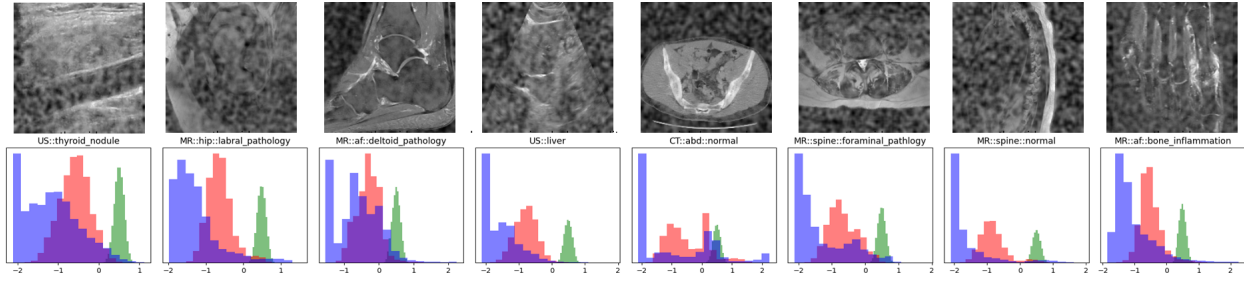 US::thyroid_nodule
MR::hip::labral_pathology
MR::af::deltoid_pathology
US::liver
CT::abd::normal
MR::spine::foraminal_pathlogy
MR::spine::normal
MR::af::bone_inflammation
−2 −1 0 1
−2 −1 0 1
−2 −1 0 1 2
−2 −1 0 1 2
−2 −1 0 1 2
−2 −1 0 1 2
−2 −1 0 1 2
−2 −1 0 1 2